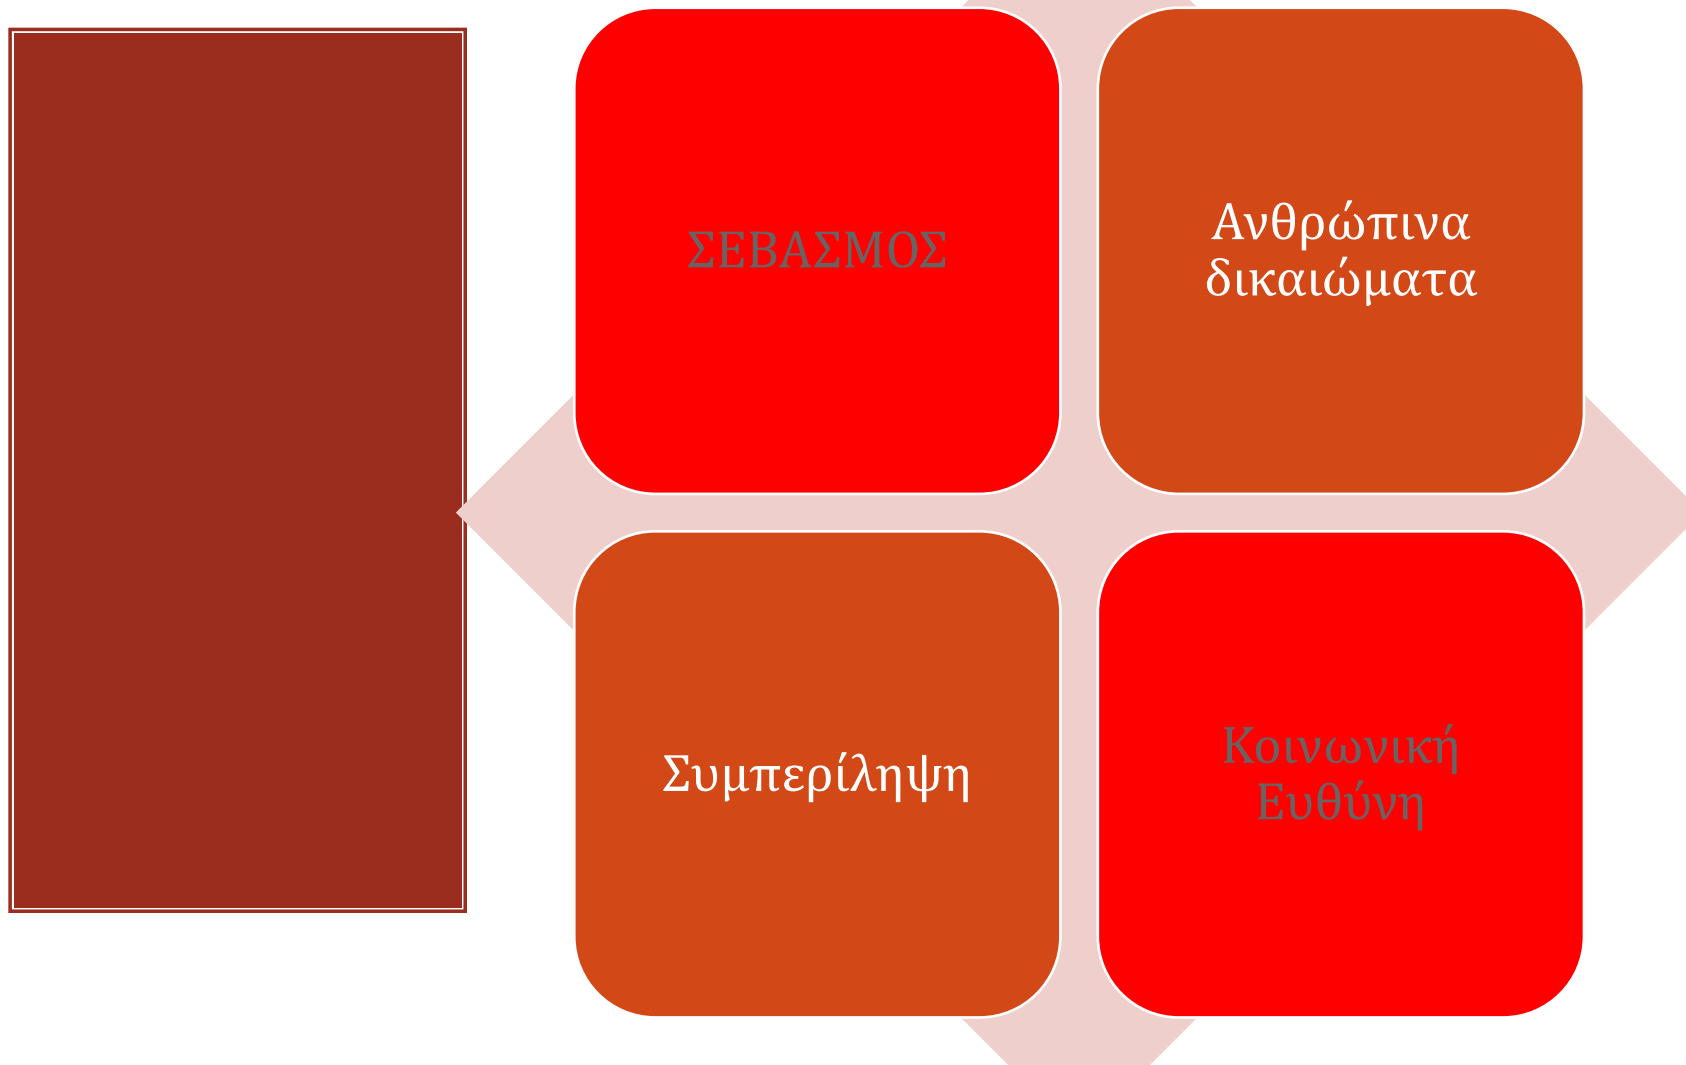 ΣΕΒΑΣΜΟΣ
Ανθρώπινα
δικαιώματα
Συμπερίληψη
Κοινωνική
Ευθύνη